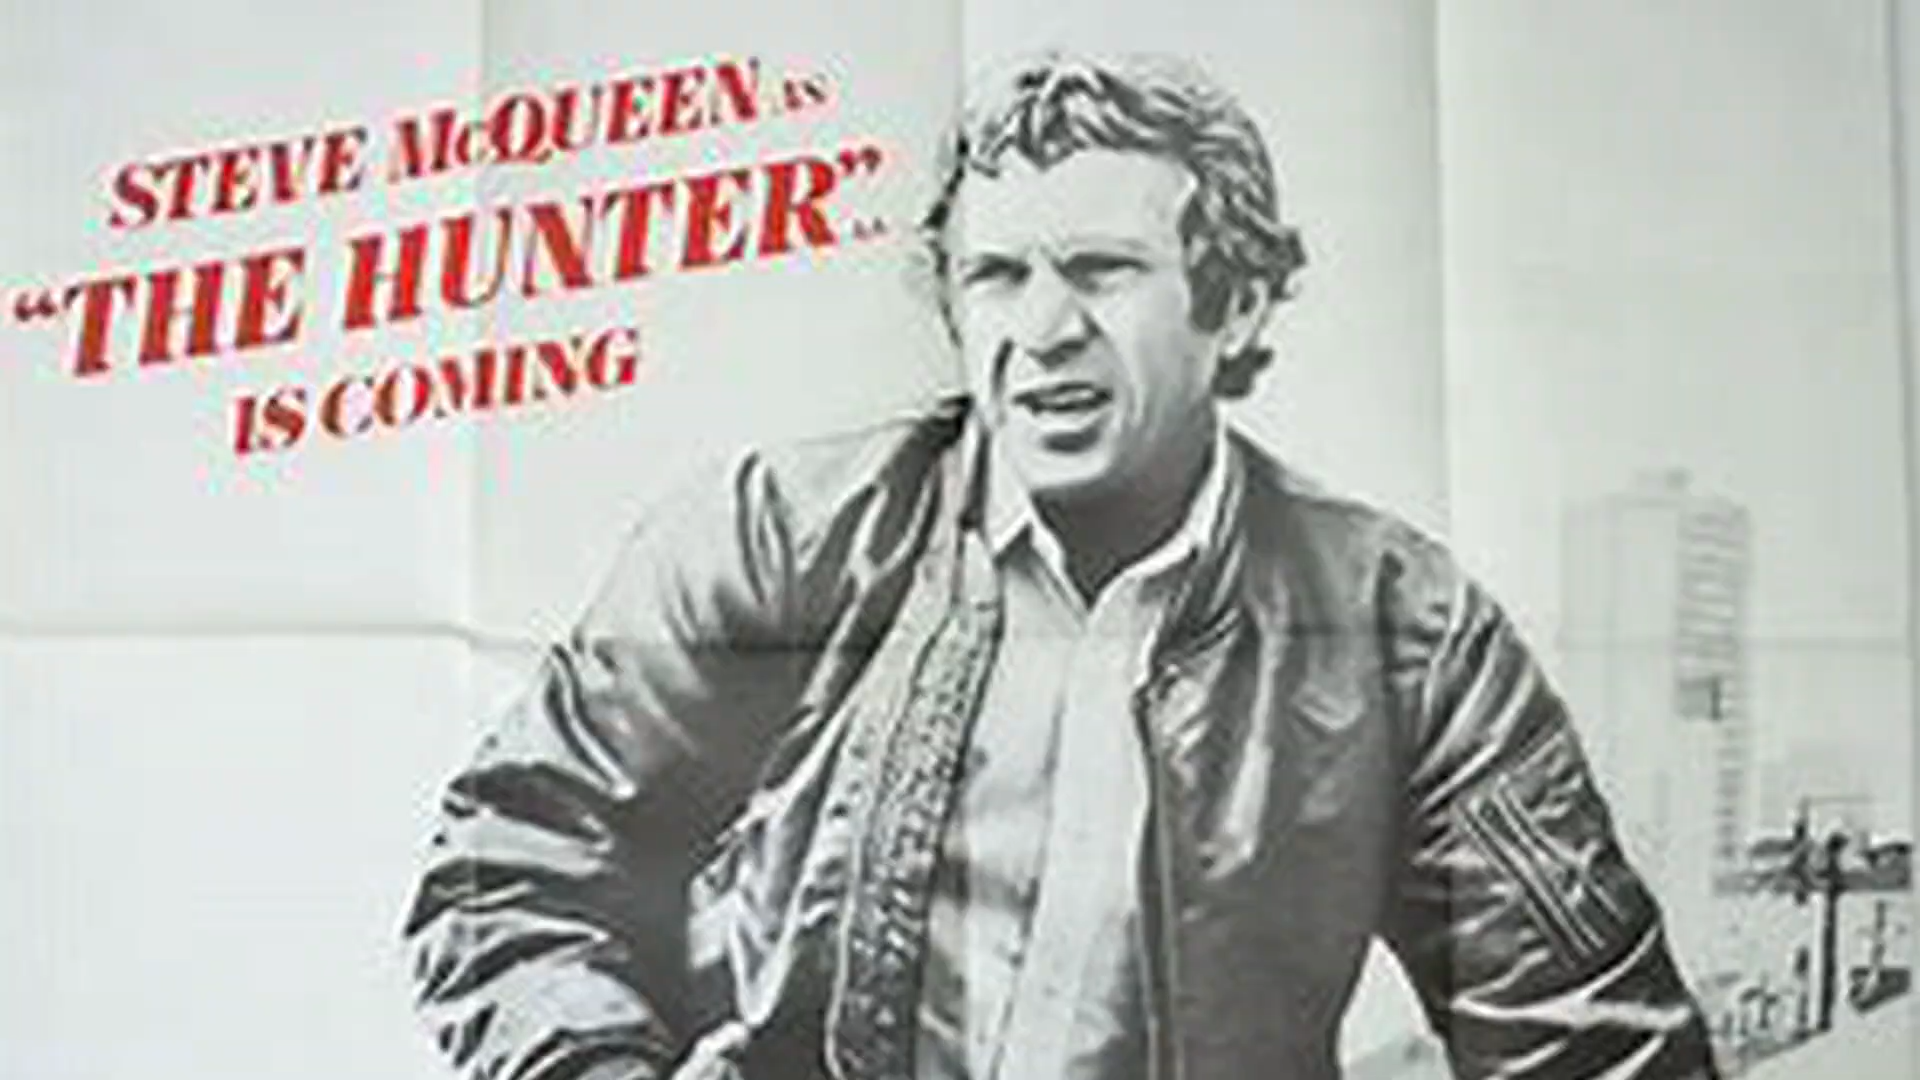 STEVE McQUEEN AS
“THE HUNTER”
IS COMING